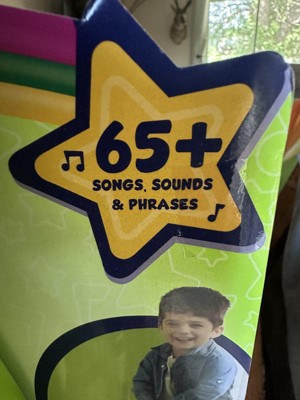 65+
SONGS, SOUNDS
& PHRASES